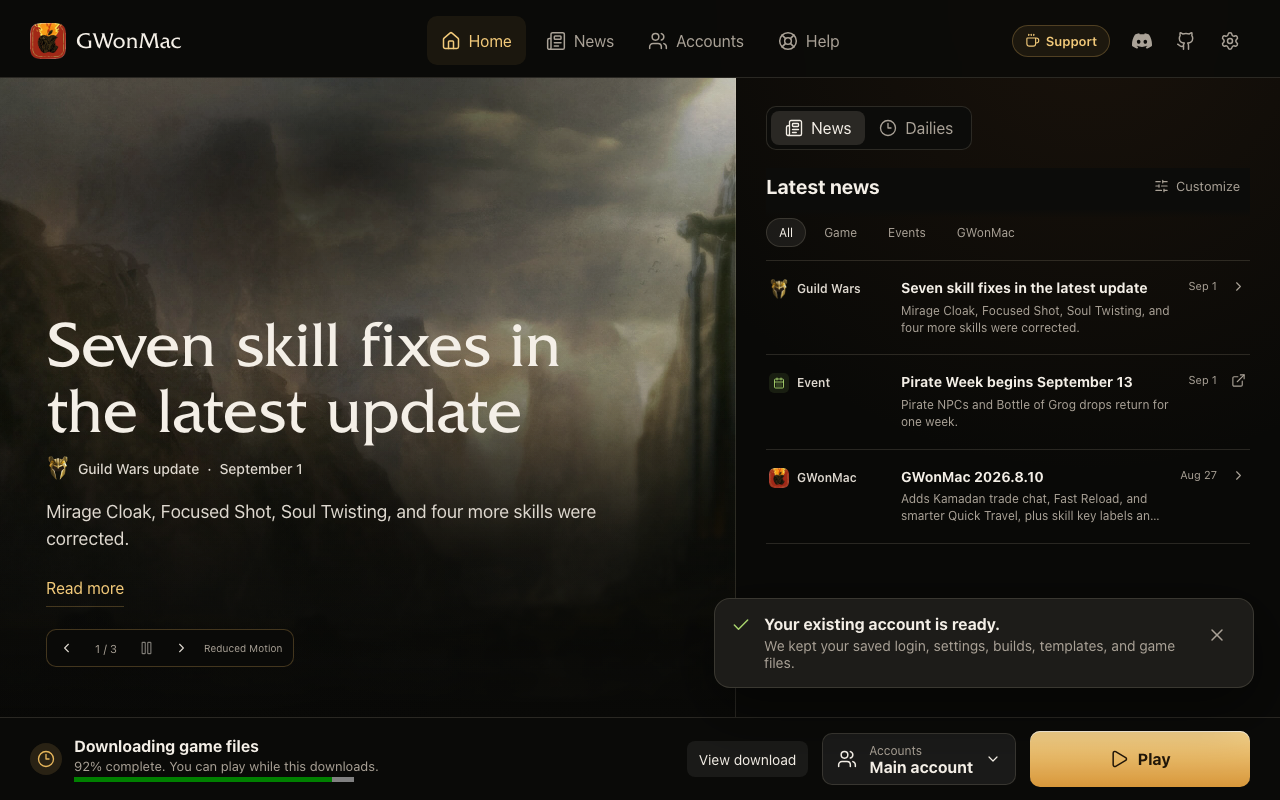 GWonMac
Home
News
Accounts
Help
Support
Seven skill fixes in
the latest update
Guild Wars update · September 1
Mirage Cloak, Focused Shot, Soul Twisting, and four more skills were
corrected.
Read more
1 / 3
Reduced Motion
News
Dailies
Latest news
Customize
All
Game
Events
GWonMac
Guild Wars
Seven skill fixes in the latest update
Sep 1
Mirage Cloak, Focused Shot, Soul Twisting, and
four more skills were corrected.
Event
Pirate Week begins September 13
Sep 1
Pirate NPCs and Bottle of Grog drops return for
one week.
GWonMac
GWonMac 2026.8.10
Aug 27
Adds Kamadan trade chat, Fast Reload, and
smarter Quick Travel, plus skill key labels an...
Your existing account is ready.
We kept your saved login, settings, builds, templates, and game
files.
Downloading game files
92% complete. You can play while this downloads.
View download
Accounts
Main account
Play